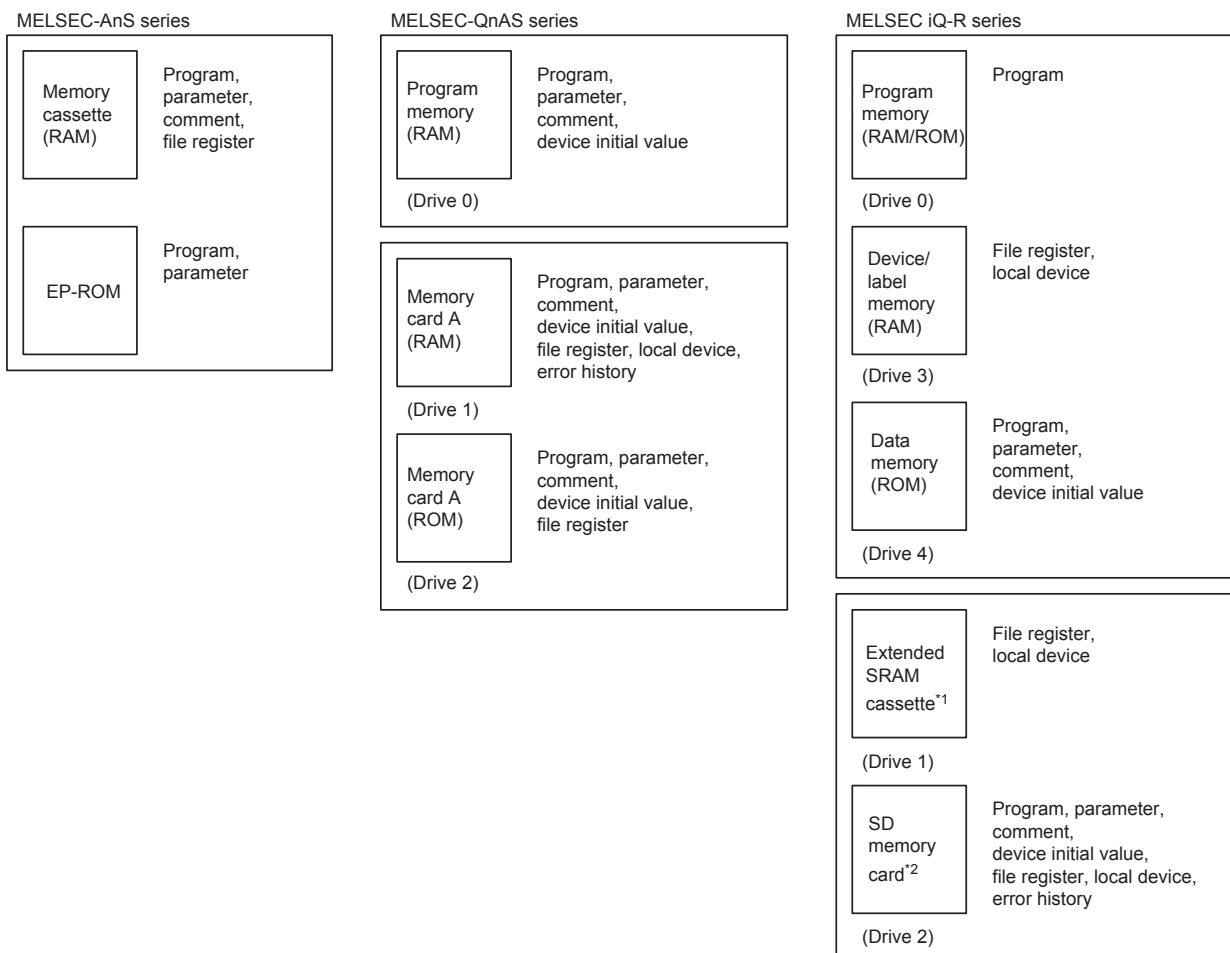 MELSEC-AnS series
Memory
cassette
(RAM)
Program,
parameter,
comment,
file register
EP-ROM
Program,
parameter
MELSEC-QnAS series
Program
memory
(RAM)
Program,
parameter,
comment,
device initial value
(Drive 0)
Memory
card A
(RAM)
Program, parameter,
comment,
device initial value,
file register, local device,
error history
(Drive 1)
Memory
card A
(ROM)
Program, parameter,
comment,
device initial value,
file register
(Drive 2)
MELSEC iQ-R series
Program
memory
(RAM/ROM)
Program
(Drive 0)
Device/
label
memory
(RAM)
File register,
local device
(Drive 3)
Data
memory
(ROM)
Program,
parameter,
comment,
device initial value
(Drive 4)
Extended
SRAM
cassette*1
File register,
local device
(Drive 1)
SD
memory
card*2
Program, parameter,
comment,
device initial value,
file register, local device,
error history
(Drive 2)